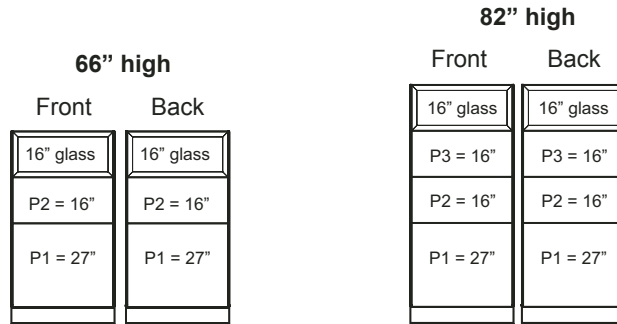 66” high
Front Back
16” glass 16” glass
P2 = 16” P2 = 16”
P1 = 27” P1 = 27”
82” high
Front Back
16” glass 16” glass
P3 = 16” P3 = 16”
P2 = 16” P2 = 16”
P1 = 27” P1 = 27”